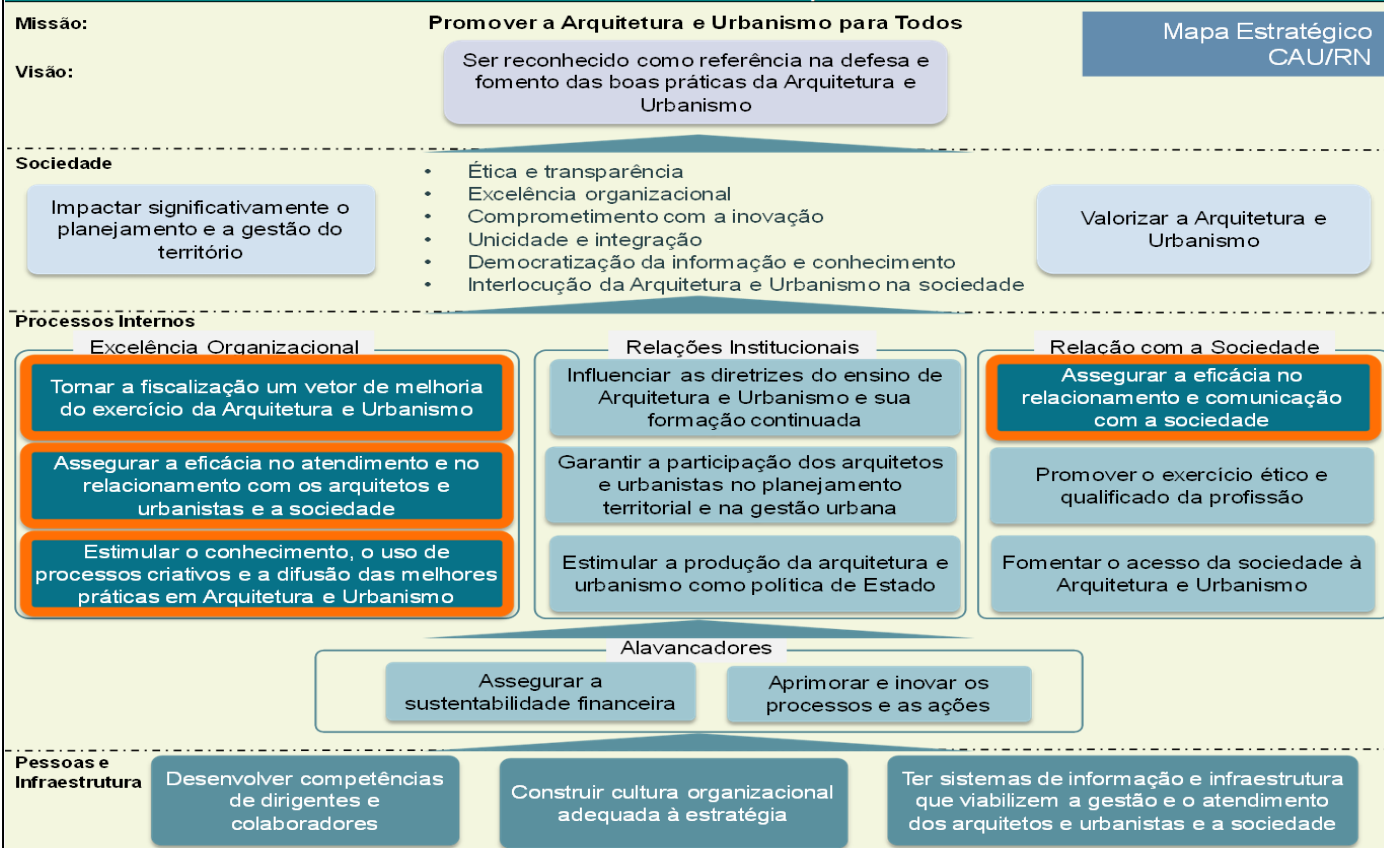 Missão:
Promover a Arquitetura e Urbanismo para Todos
Mapa Estratégico
CAU/RN
Visão:
Ser reconhecido como referência na defesa e
fomento das boas práticas da Arquitetura e
Urbanismo
Sociedade
Impactar significativamente o
planejamento e a gestão do
território
• Ética e transparência
• Excelência organizacional
• Comprometimento com a inovação
• Unicidade e integração
• Democratização da informação e conhecimento
• Interlocução da Arquitetura e Urbanismo na sociedade
Valorizar a Arquitetura e
Urbanismo
Processos Internos
Excelência Organizacional
Tornar a fiscalização um vetor de melhoria
do exercício da Arquitetura e Urbanismo
Assegurar a eficácia no atendimento e no
relacionamento com os arquitetos e
urbanistas e a sociedade
Estimular o conhecimento, o uso de
processos criativos e a difusão das melhores
práticas em Arquitetura e Urbanismo
Relações Institucionais
Influenciar as diretrizes do ensino de
Arquitetura e Urbanismo e sua
formação continuada
Garantir a participação dos arquitetos
e urbanistas no planejamento
territorial e na gestão urbana
Estimular a produção da arquitetura e
urbanismo como política de Estado
Relação com a Sociedade
Assegurar a eficácia no
relacionamento e comunicação
com a sociedade
Promover o exercício ético e
qualificado da profissão
Fomentar o acesso da sociedade à
Arquitetura e Urbanismo
Alavancadores
Assegurar a
sustentabilidade financeira
Aprimorar e inovar os
processos e as ações
Pessoas e
Infraestrutura
Desenvolver competências
de dirigentes e
colaboradores
Construir cultura organizacional
adequada à estratégia
Ter sistemas de informação e infraestrutura
que viabilizem a gestão e o atendimento
dos arquitetos e urbanistas e a sociedade